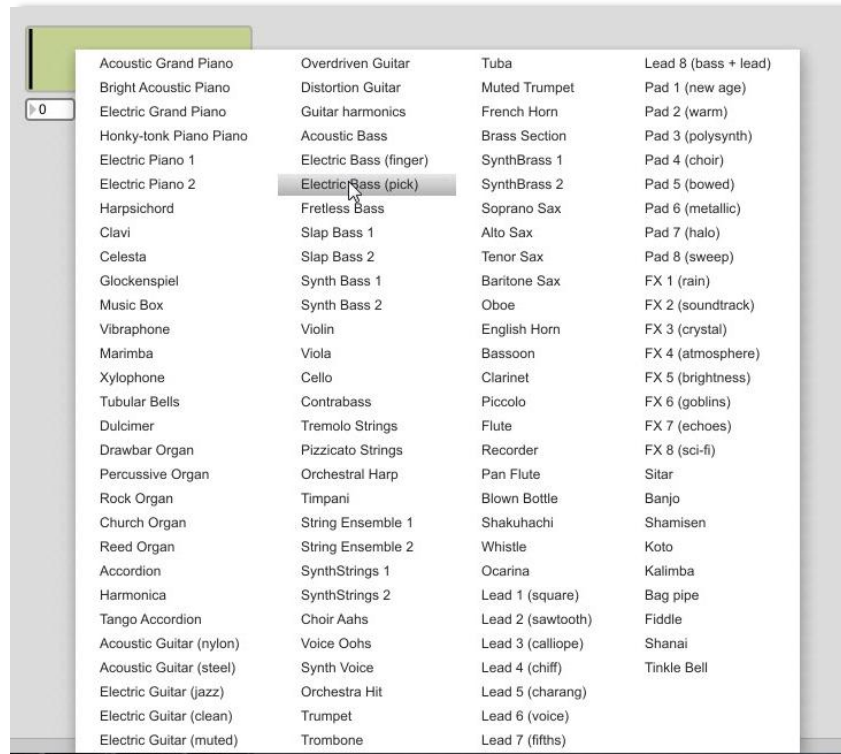 0
Acoustic Grand Piano
Bright Acoustic Piano
Electric Grand Piano
Honky-tonk Piano Piano
Electric Piano 1
Electric Piano 2
Harpsichord
Clavi
Celesta
Glockenspiel
Music Box
Vibraphone
Marimba
Xylophone
Tubular Bells
Dulcimer
Drawbar Organ
Percussive Organ
Rock Organ
Church Organ
Reed Organ
Accordion
Harmonica
Tango Accordion
Acoustic Guitar (nylon)
Acoustic Guitar (steel)
Electric Guitar (jazz)
Electric Guitar (clean)
Electric Guitar (muted)
Overdriven Guitar
Distortion Guitar
Guitar harmonics
Acoustic Bass
Electric Bass (finger)
Electric Bass (pick)
Fretless Bass
Slap Bass 1
Slap Bass 2
Synth Bass 1
Synth Bass 2
Violin
Viola
Cello
Contrabass
Tremolo Strings
Pizzicato Strings
Orchestral Harp
Timpani
String Ensemble 1
String Ensemble 2
SynthStrings 1
SynthStrings 2
Choir Aahs
Voice Oohs
Synth Voice
Orchestra Hit
Trumpet
Trombone
Tuba
Muted Trumpet
French Horn
Brass Section
SynthBrass 1
SynthBrass 2
Soprano Sax
Alto Sax
Tenor Sax
Baritone Sax
Oboe
English Horn
Bassoon
Clarinet
Piccolo
Flute
Recorder
Pan Flute
Blown Bottle
Shakuhachi
Whistle
Ocarina
Lead 1 (square)
Lead 2 (sawtooth)
Lead 3 (calliope)
Lead 4 (chiff)
Lead 5 (charang)
Lead 6 (voice)
Lead 7 (fifths)
Lead 8 (bass + lead)
Pad 1 (new age)
Pad 2 (warm)
Pad 3 (polysynth)
Pad 4 (choir)
Pad 5 (bowed)
Pad 6 (metallic)
Pad 7 (halo)
Pad 8 (sweep)
FX 1 (rain)
FX 2 (soundtrack)
FX 3 (crystal)
FX 4 (atmosphere)
FX 5 (brightness)
FX 6 (goblins)
FX 7 (echoes)
FX 8 (sci-fi)
Sitar
Banjo
Shamisen
Koto
Kalimba
Bag pipe
Fiddle
Shanai
Tinkle Bell